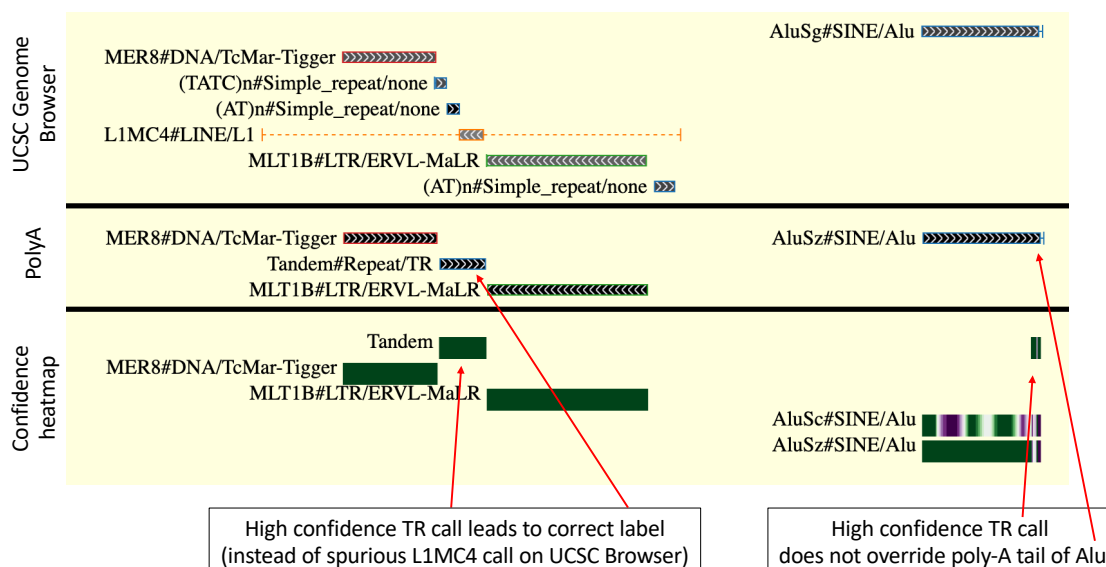 UCSC Genome
Browser
AluSg#SINE/Alu
MER8#DNA/TcMar-Tigger
(TATC)n#Simple_repeat/none
(AT)n#Simple_repeat/none
L1MC4#LINE/L1
MLT1B#LTR/ERVL-MaLR
(AT)n#Simple_repeat/none
PolyA
MER8#DNA/TcMar-Tigger
AluSz#SINE/Alu
Tandem#Repeat/TR
MLT1B#LTR/ERVL-MaLR
Confidence
heatmap
Tandem
MER8#DNA/TcMar-Tigger
MLT1B#LTR/ERVL-MaLR
AluSc#SINE/Alu
AluSz#SINE/Alu
High confidence TR call leads to correct label
(instead of spurious L1MC4 call on UCSC Browser)
High confidence TR call
does not override poly-A tail of Alu